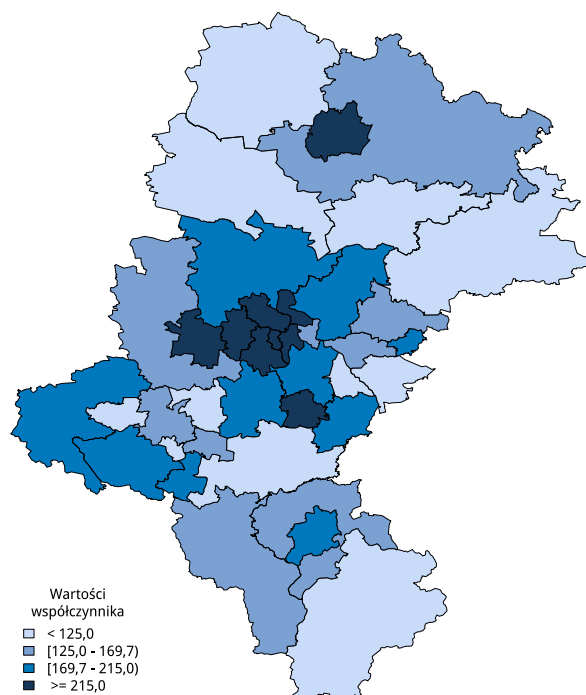 Wartości
współczynnika
< 125,0
[125,0 - 169,7)
[169,7 - 215,0)
>= 215,0